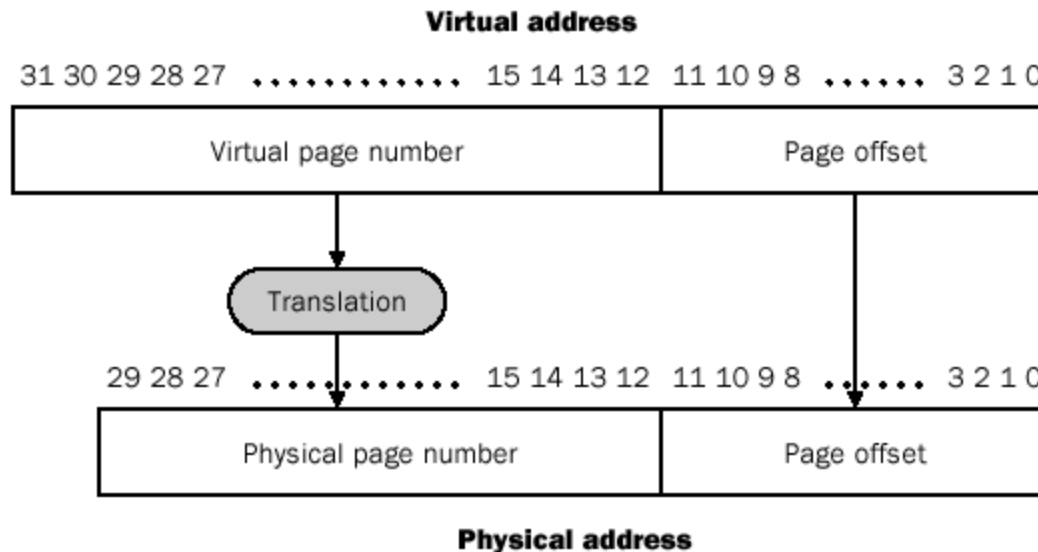 Virtual address
31 30 29 28 27 ............. 15 14 13 12 11 10 9 8 ...... 3 2 1 0
Virtual page number Page offset
Translation
29 28 27 ............. 15 14 13 12 11 10 9 8 ...... 3 2 1 0
Physical page number Page offset
Physical address